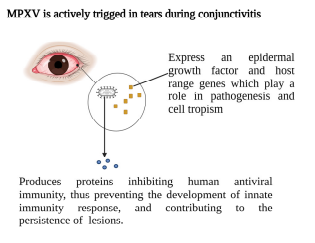 MPXV is actively trigged in tears during conjunctivitis
Express an epidermal
growth factor and host
range genes which play a
role in pathogenesis and
cell tropism
Produces proteins inhibiting human antiviral
immunity, thus preventing the development of innate
immunity response, and contributing to the
persistence of lesions.